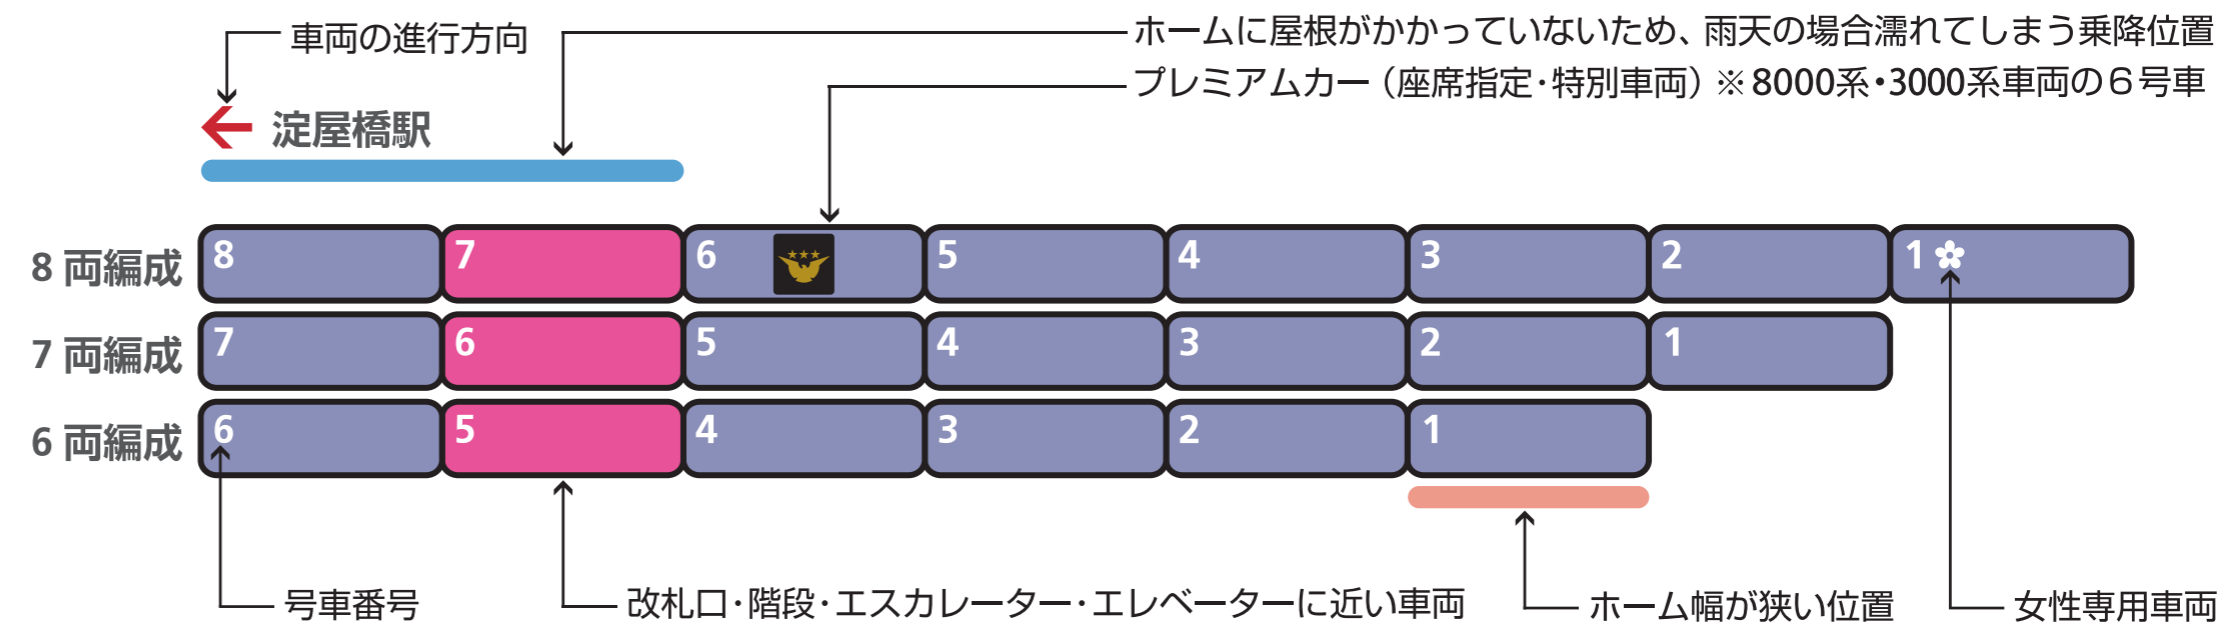 車両の進行方向
ホームに屋根がかかっていないため、雨天の場合濡れてしまう乗降位置
プレミアムカー(座席指定・特別車両)※8000系・3000系車両の6号車
淀屋橋駅
8両編成 8 7 6 5 4 3 2 1
7両編成 7 6 5 4 3 2 1
6両編成 6 5 4 3 2 1
号車番号
改札口・階段・エスカレーター・エレベーターに近い車両
ホーム幅が狭い位置
女性専用車両